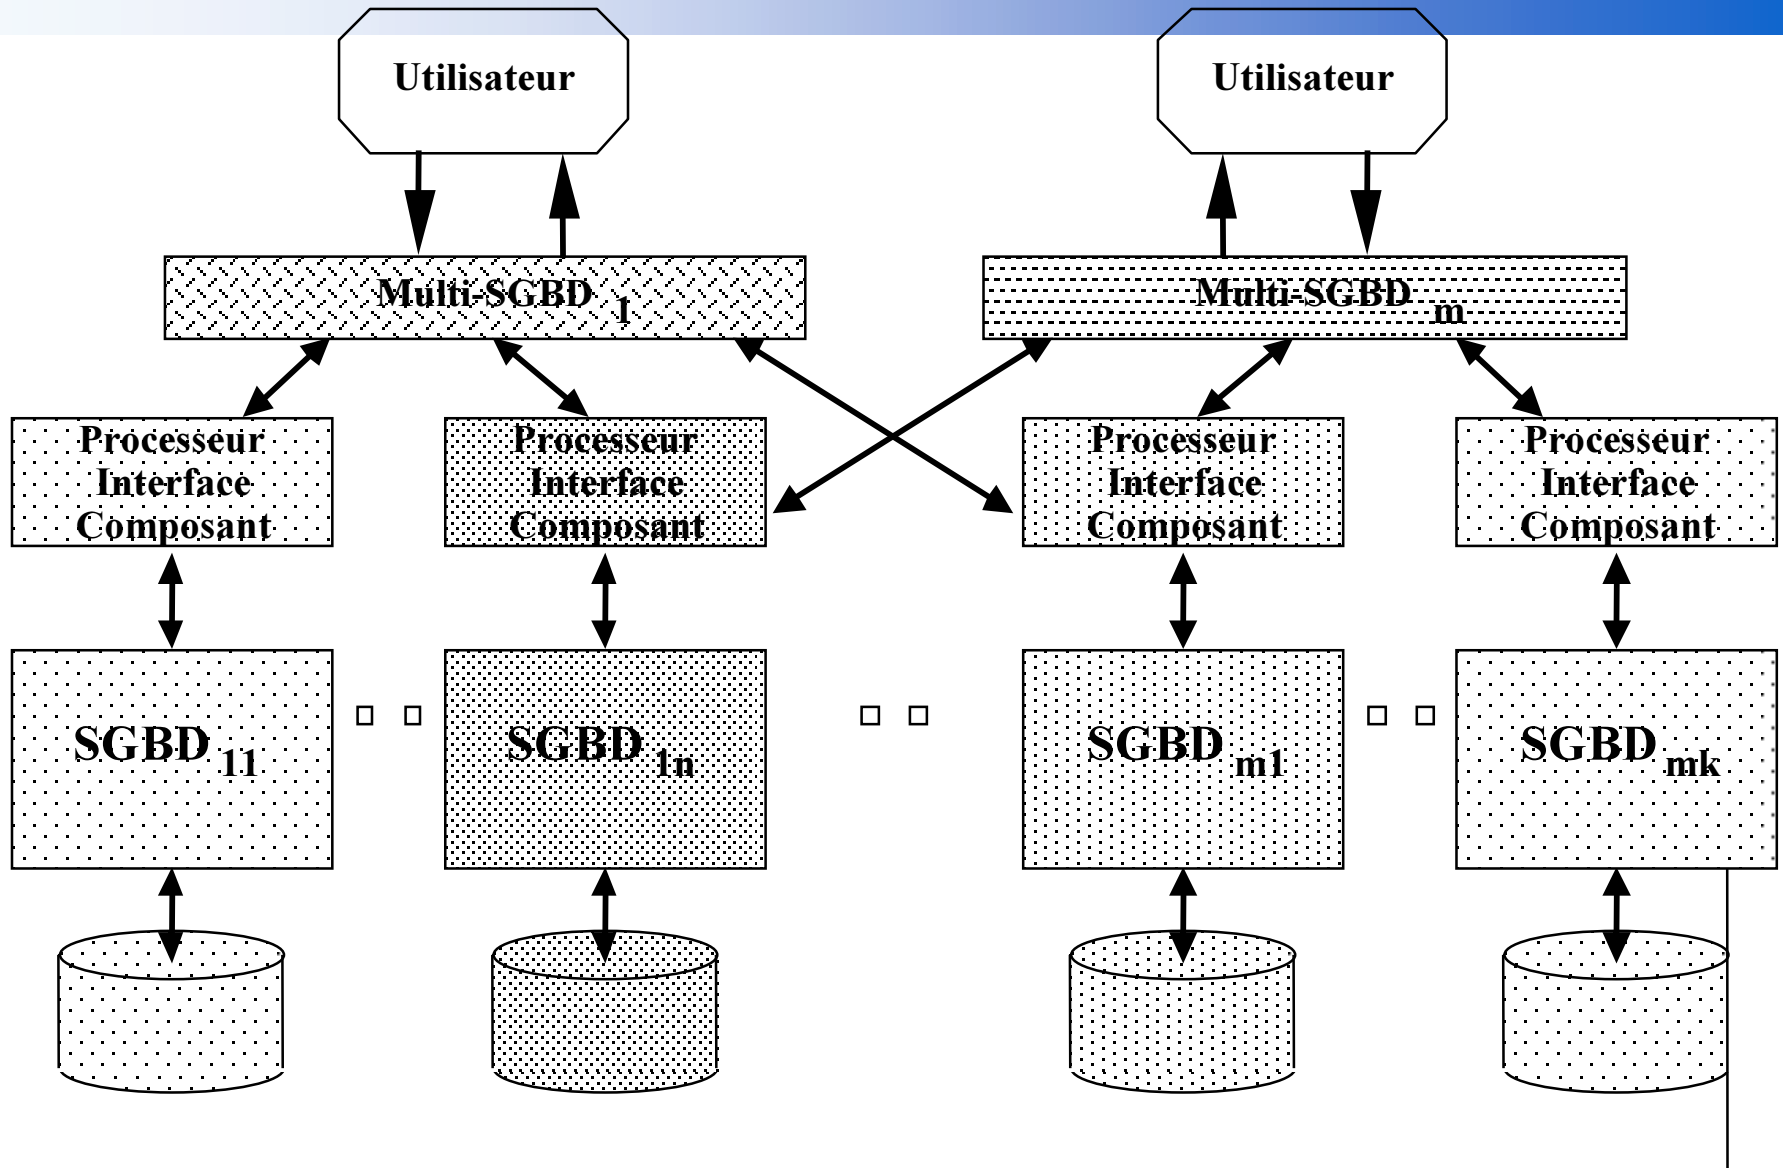 Utilisateur
Utilisateur
Multi-SGBD 1
Multi-SGBD m
Processeur
Interface
Composant
Processeur
Interface
Composant
Processeur
Interface
Composant
Processeur
Interface
Composant
SGBD 11
SGBD 1n
SGBD m1
SGBD mk